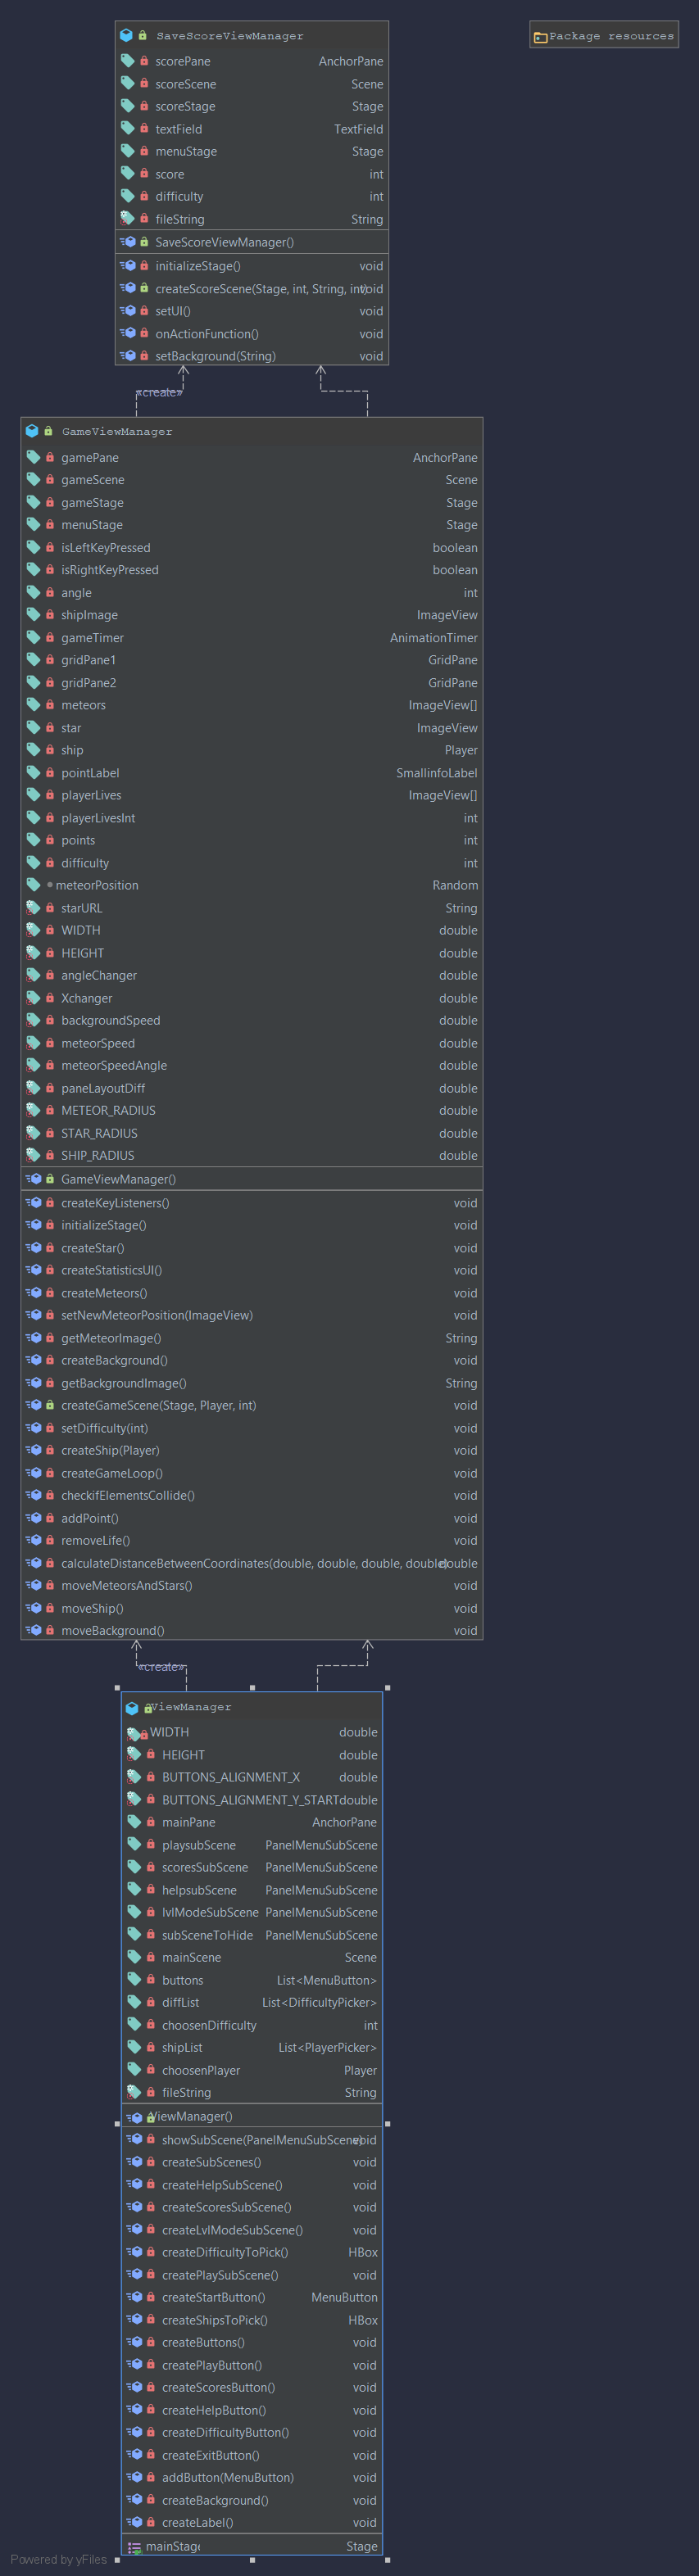 SaveScoreViewManager
Package resources
scorePane AnchorPane
scoreScene Scene
scoreStage Stage
textField TextField
menuStage Stage
score int
difficulty int
fileString String
SaveScoreViewManager()
initializeStage() void
createScoreScene(Stage, int, String, int) void
setUI() void
onActionFunction() void
setBackground(String) void
«create»
GameViewManager
gamePane AnchorPane
gameScene Scene
gameStage Stage
menuStage Stage
isLeftKeyPressed boolean
isRightKeyPressed boolean
angle int
shipImage ImageView
gameTimer AnimationTimer
gridPane1 GridPane
gridPane2 GridPane
meteors ImageView[]
star ImageView
ship Player
pointLabel SmallinfoLabel
playerLives ImageView[]
playerLivesInt int
points int
difficulty int
meteorPosition Random
starURL String
WIDTH double
HEIGHT double
angleChanger double
Xchanger double
backgroundSpeed double
meteorSpeed double
meteorSpeedAngle double
paneLayoutDiff double
METEOR_RADIUS double
STAR_RADIUS double
SHIP_RADIUS double
GameViewManager()
createKeyListeners() void
initializeStage() void
createStar() void
createStatisticsUI() void
createMeteors() void
setNewMeteorPosition(ImageView) void
getMeteorImage() String
createBackground() void
getBackgroundImage() String
createGameScene(Stage, Player, int) void
setDifficulty(int) void
createShip(Player) void
createGameLoop() void
checkifElementsCollide() void
addPoint() void
removeLife() void
calculateDistanceBetweenCoordinates(double, double, double, double) double
moveMeteorsAndStars() void
moveShip() void
moveBackground() void
«create»
ViewManager
WIDTH double
HEIGHT double
BUTTONS_ALIGNMENT_X double
BUTTONS_ALIGNMENT_Y_START double
mainPane AnchorPane
playsubScene PanelMenuSubScene
scoresSubScene PanelMenuSubScene
helpsubScene PanelMenuSubScene
lvlModeSubScene PanelMenuSubScene
subSceneToHide PanelMenuSubScene
mainScene Scene
buttons List<MenuButton>
diffList List<DifficultyPicker>
choosenDifficulty int
shipList List<PlayerPicker>
choosenPlayer Player
fileString String
ViewManager()
showSubScene(PanelMenuSubScene) void
createSubScenes() void
createHelpSubScene() void
createScoresSubScene() void
createLvlModeSubScene() void
createDifficultyToPick() HBox
createPlaySubScene() void
createStartButton() MenuButton
createShipsToPick() HBox
createButtons() void
createPlayButton() void
createScoresButton() void
createHelpButton() void
createDifficultyButton() void
createExitButton() void
addButton(MenuButton) void
createBackground() void
createLabel() void
mainStage Stage
Powered by yFiles